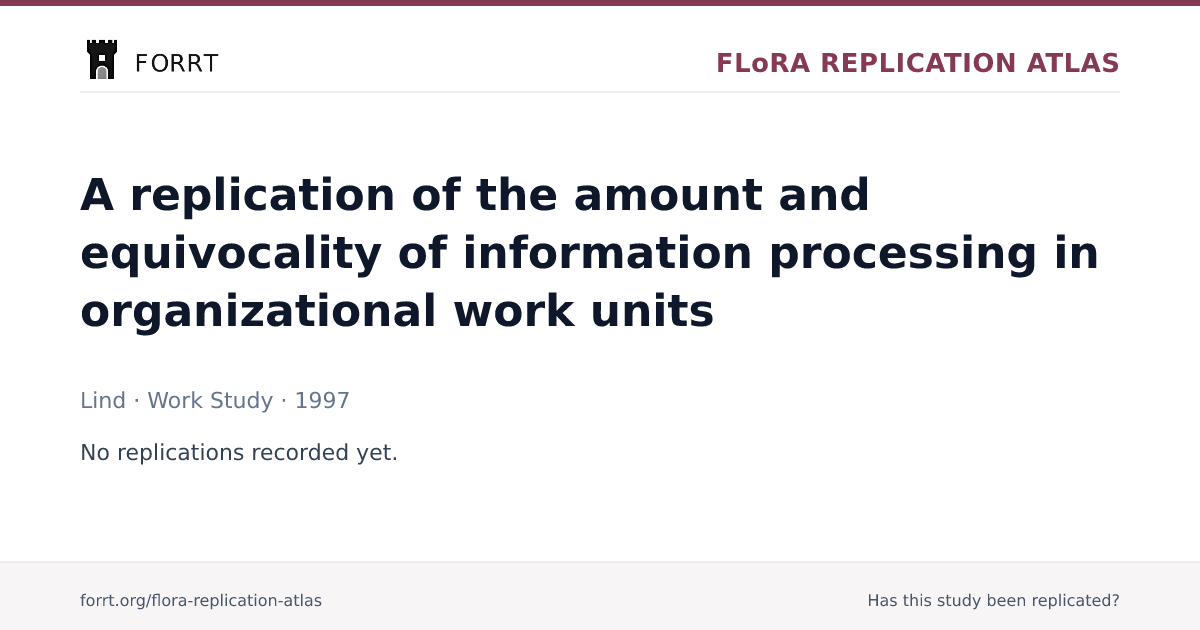 FORRT
FLoRA REPLICATION ATLAS
A replication of the amount and
equivocality of information processing in
organizational work units
Lind · Work Study · 1997
No replications recorded yet.
forrt.org/flora-replication-atlas
Has this study been replicated?